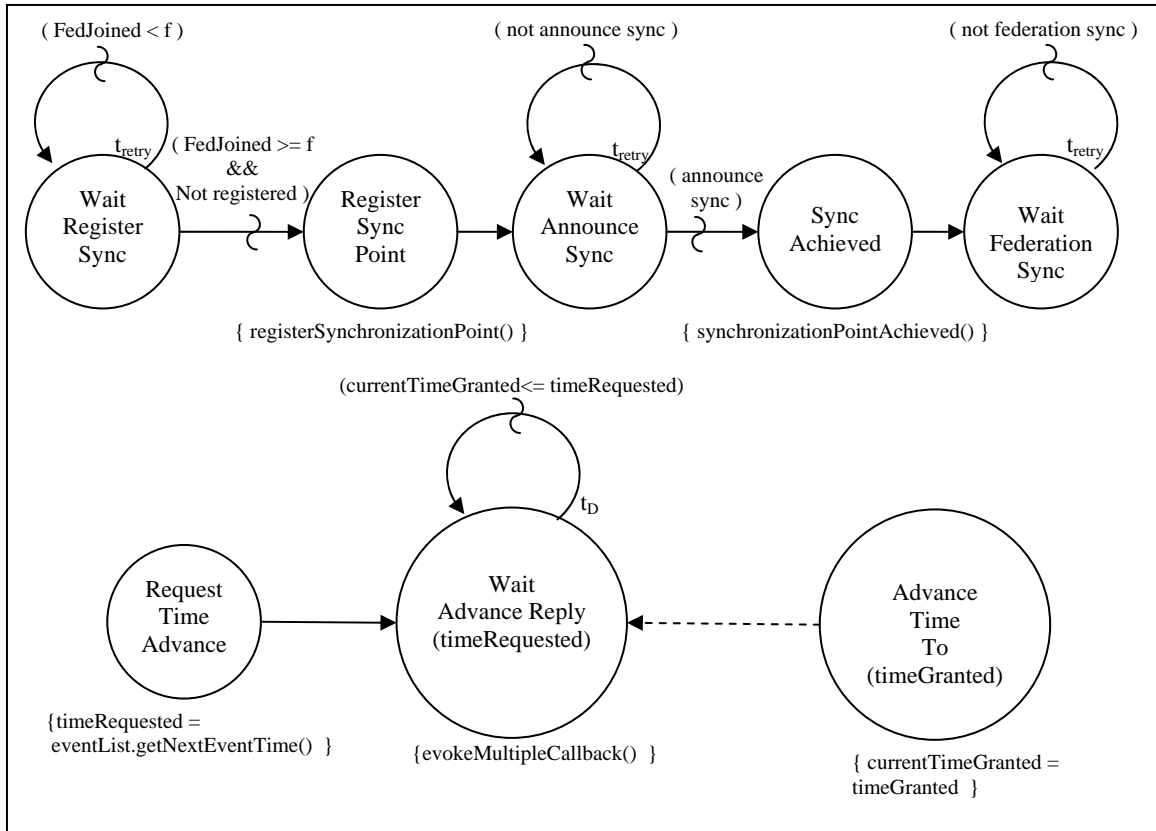 ( FedJoined < f )
( not announce sync )
( not federation sync )
t_retry
( FedJoined >= f
&&
Not registered )
t_retry
( announce
sync )
t_retry
Wait
Register
Sync
Register
Sync
Point
Wait
Announce
Sync
Sync
Achieved
Wait
Federation
Sync
{ registerSynchronizationPoint() }
{ synchronizationPointAchieved() }
(currentTimeGranted<= timeRequested)
t_D
Request
Time
Advance
Wait
Advance Reply
(timeRequested)
Advance
Time
To
(timeGranted)
{timeRequested =
eventList.getNextEventTime() }
{evokeMultipleCallback() }
{ currentTimeGranted =
timeGranted }